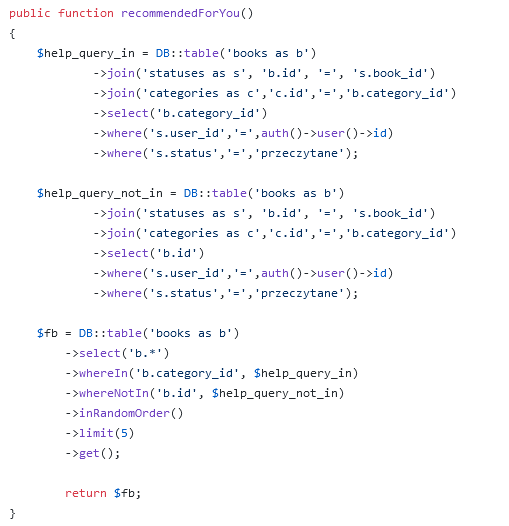 public function recommendedForYou()
{
    $help_query_in = DB::table('books as b')
            ->join('statuses as s', 'b.id', '=', 's.book_id')
            ->join('categories as c','c.id','=','b.category_id')
            ->select('b.category_id')
            ->where('s.user_id','=',auth()->user()->id)
            ->where('s.status','=','przeczytane');

    $help_query_not_in = DB::table('books as b')
            ->join('statuses as s', 'b.id', '=', 's.book_id')
            ->join('categories as c','c.id','=','b.category_id')
            ->select('b.id')
            ->where('s.user_id','=',auth()->user()->id)
            ->where('s.status','=','przeczytane');

    $fb = DB::table('books as b')
        ->select('b.*')
        ->whereIn('b.category_id', $help_query_in)
        ->whereNotIn('b.id', $help_query_not_in)
        ->inRandomOrder()
        ->limit(5)
        ->get();

        return $fb;
}